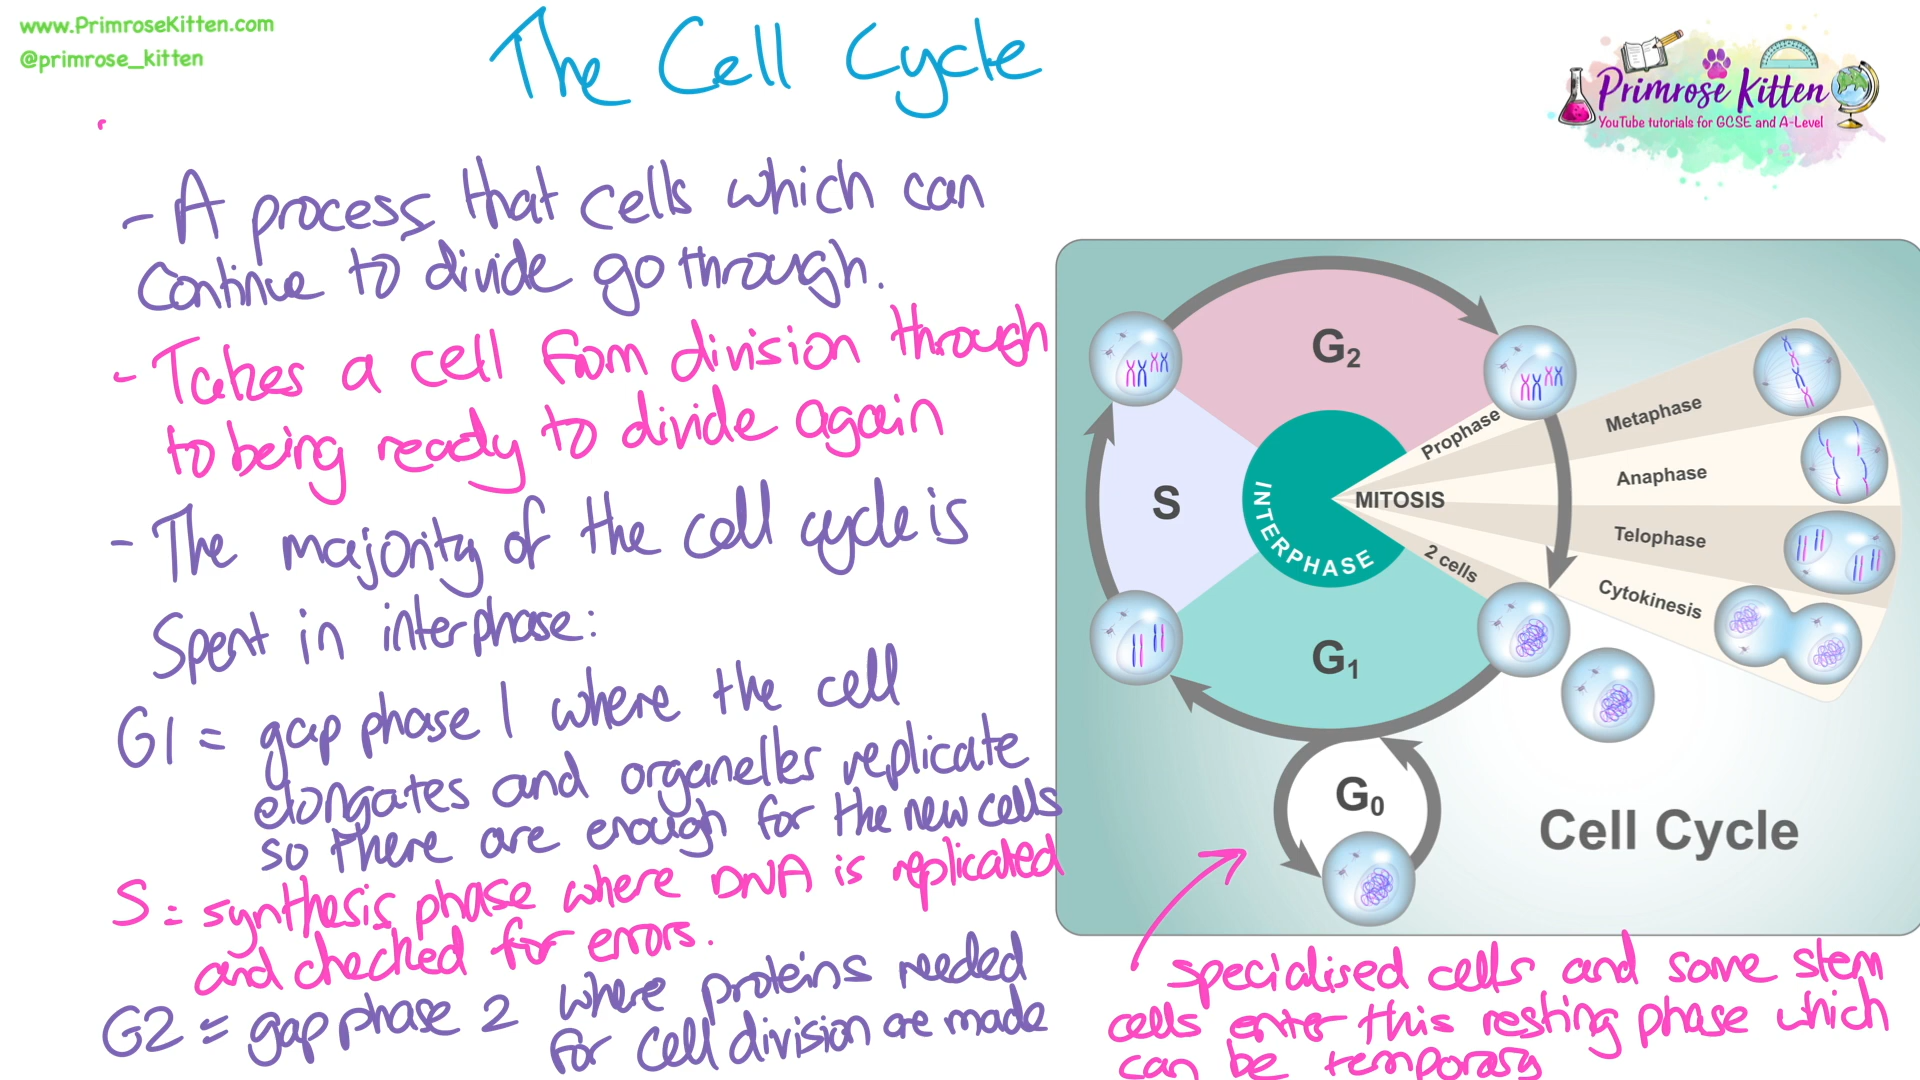 www.PrimroseKitten.com
@primrose_kitten
The Cell Cycle
Primrose Kitten
YouTube tutorials for GCSE and A-Level
- A process that cells which can
continue to divide go through.
- Takes a cell from division through
to being ready to divide again
- The majority of the cell cycle is
Spent in interphase:
G1 = gap phase 1 where the cell
elongates and organelles replicate
so there are enough for the new cells
S = synthesis phase where DNA is replicated
and checked for errors.
G2 = gap phase 2 where proteins needed
for cell division are made
G2
S
G1
G0
INTERPHASE
MITOSIS
Prophase
Metaphase
Anaphase
Telophase
Cytokinesis
2 cells
Cell Cycle
specialised cells and some stem
cells enter this resting phase which
can be temporary